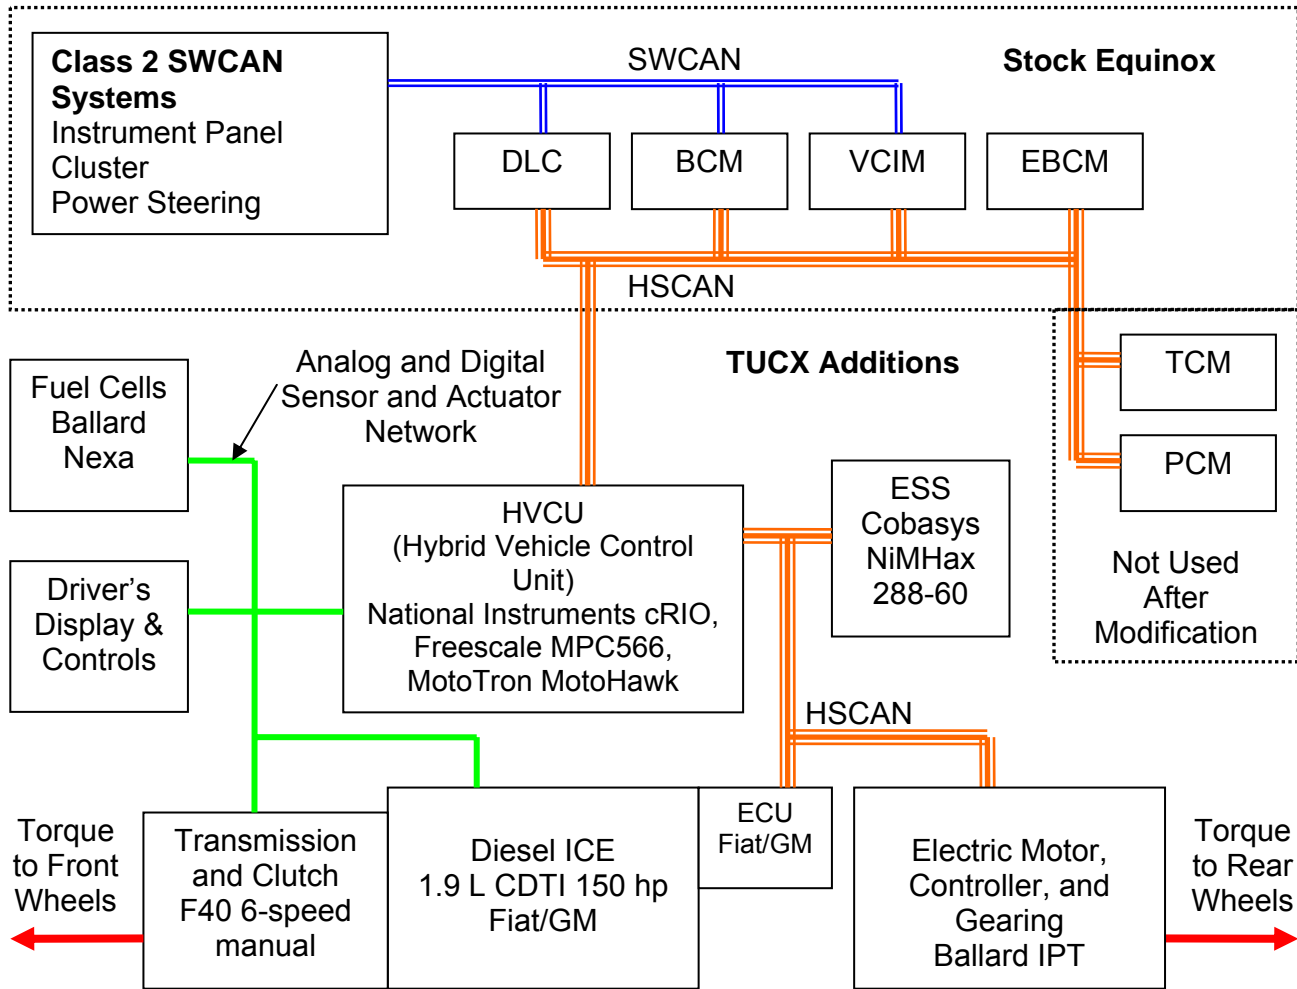 Class 2 SWCAN
Systems
Instrument Panel
Cluster
Power Steering
SWCAN
Stock Equinox
DLC
BCM
VCIM
EBCM
HSCAN
TUCX Additions
Analog and Digital
Sensor and Actuator
Network
Fuel Cells
Ballard
Nexa
TCM
PCM
Not Used
After
Modification
HVCU
(Hybrid Vehicle Control
Unit)
National Instruments cRIO,
Freescale MPC566,
MotoTron MotoHawk
ESS
Cobasys
NiMHax
288-60
Driver’s
Display &
Controls
HSCAN
Torque
to Front
Wheels
Transmission
and Clutch
F40 6-speed
manual
Diesel ICE
1.9 L CDTI 150 hp
Fiat/GM
ECU
Fiat/GM
Electric Motor,
Controller, and
Gearing
Ballard IPT
Torque
to Rear
Wheels